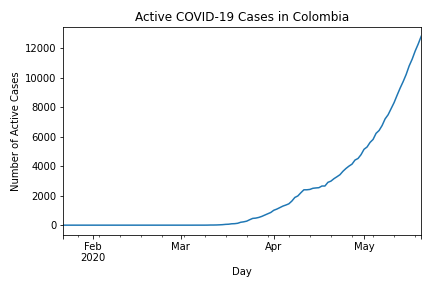 Active COVID-19 Cases in Colombia
12000
10000
8000
6000
4000
2000
0
Number of Active Cases
Feb
2020
Mar
Apr
May
Day